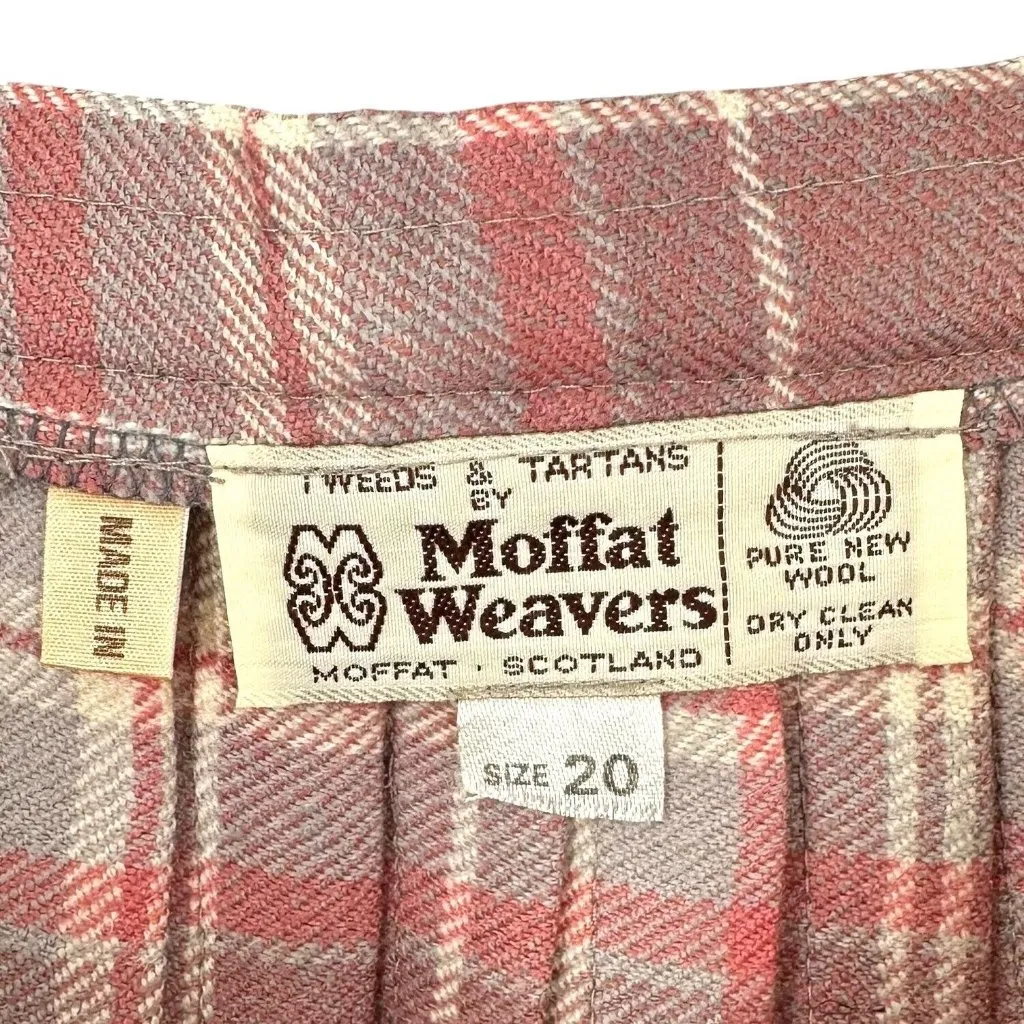 TWEEDS & TARTANS
BY
Moffat
Weavers
MOFFAT · SCOTLAND
PURE NEW
WOOL
DRY CLEAN
ONLY
MADE IN
SIZE 20